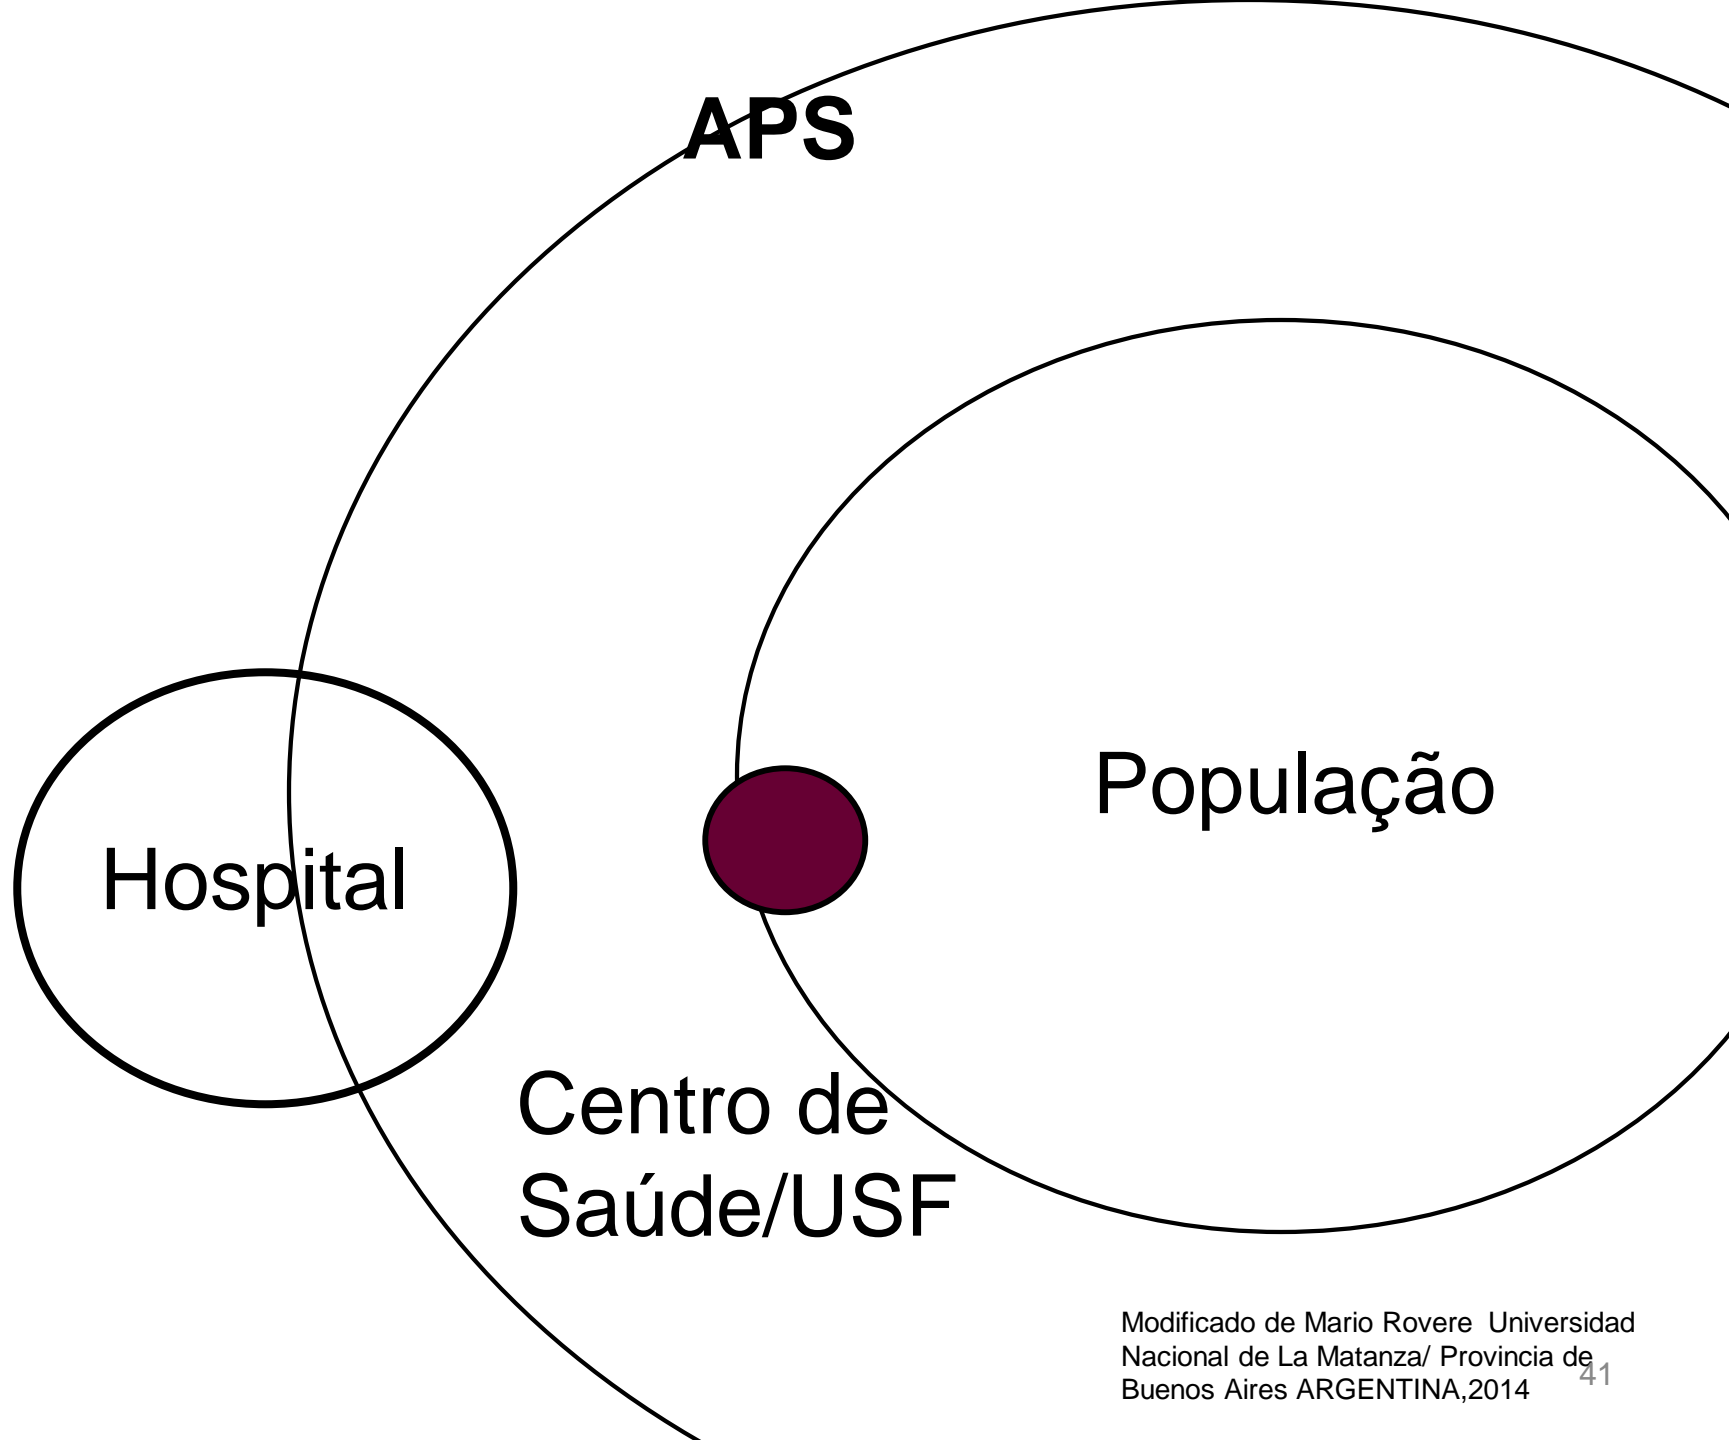 APS
População
Hospital
Centro de
Saúde/USF
Modificado de Mario Rovere Universidad
Nacional de La Matanza/ Provincia de
Buenos Aires ARGENTINA,2014
41